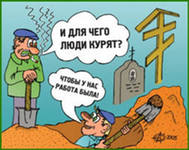 И ДЛЯ ЧЕГО
ЛЮДИ КУРЯТ?
ЧТОБЫ У НАС
РАБОТА БЫЛА!